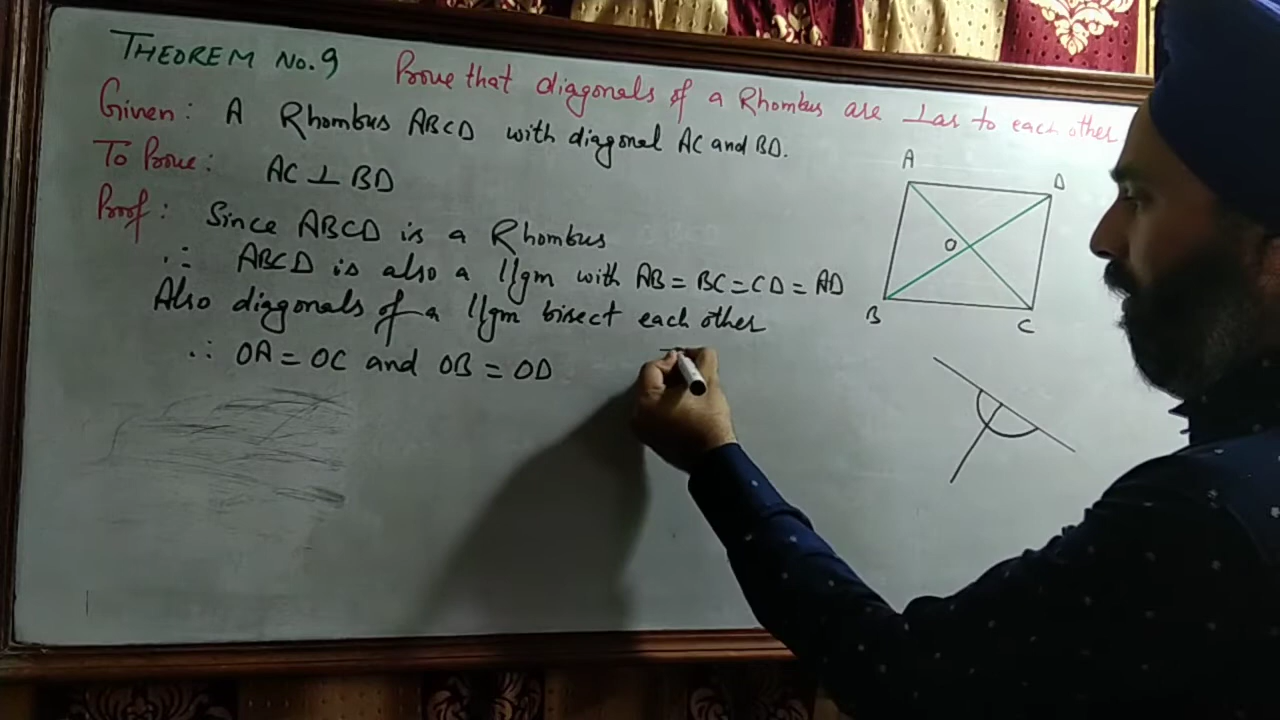 THEOREM No. 9 Prove that diagonals of a Rhombus are ⊥ars to each other
Given: A Rhombus ABCD with diagonal AC and BD.
To Prove: AC ⊥ BD
Proof: Since ABCD is a Rhombus
∴ ABCD is also a ||gm with AB = BC = CD = AD
Also diagonals of a ||gm bisect each other
∴ OA = OC and OB = OD
A
D
O
B
C